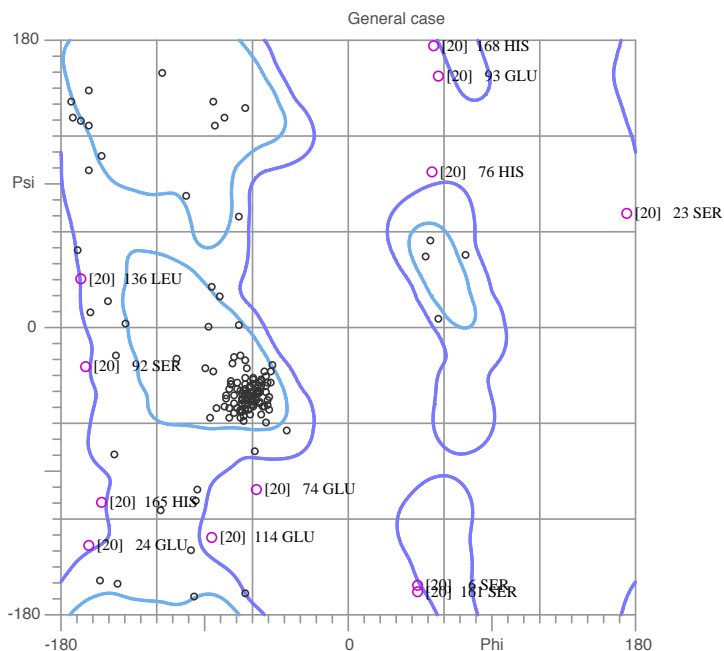 General case
180
[20] 168 HIS
[20] 93 GLU
Psi
[20] 76 HIS
[20] 23 SER
[20] 136 LEU
0
[20] 92 SER
[20] 74 GLU
[20] 165 HIS
[20] 114 GLU
[20] 24 GLU
[20] 6 SER
[20] 181 SER
-180
-180 0 Phi 180